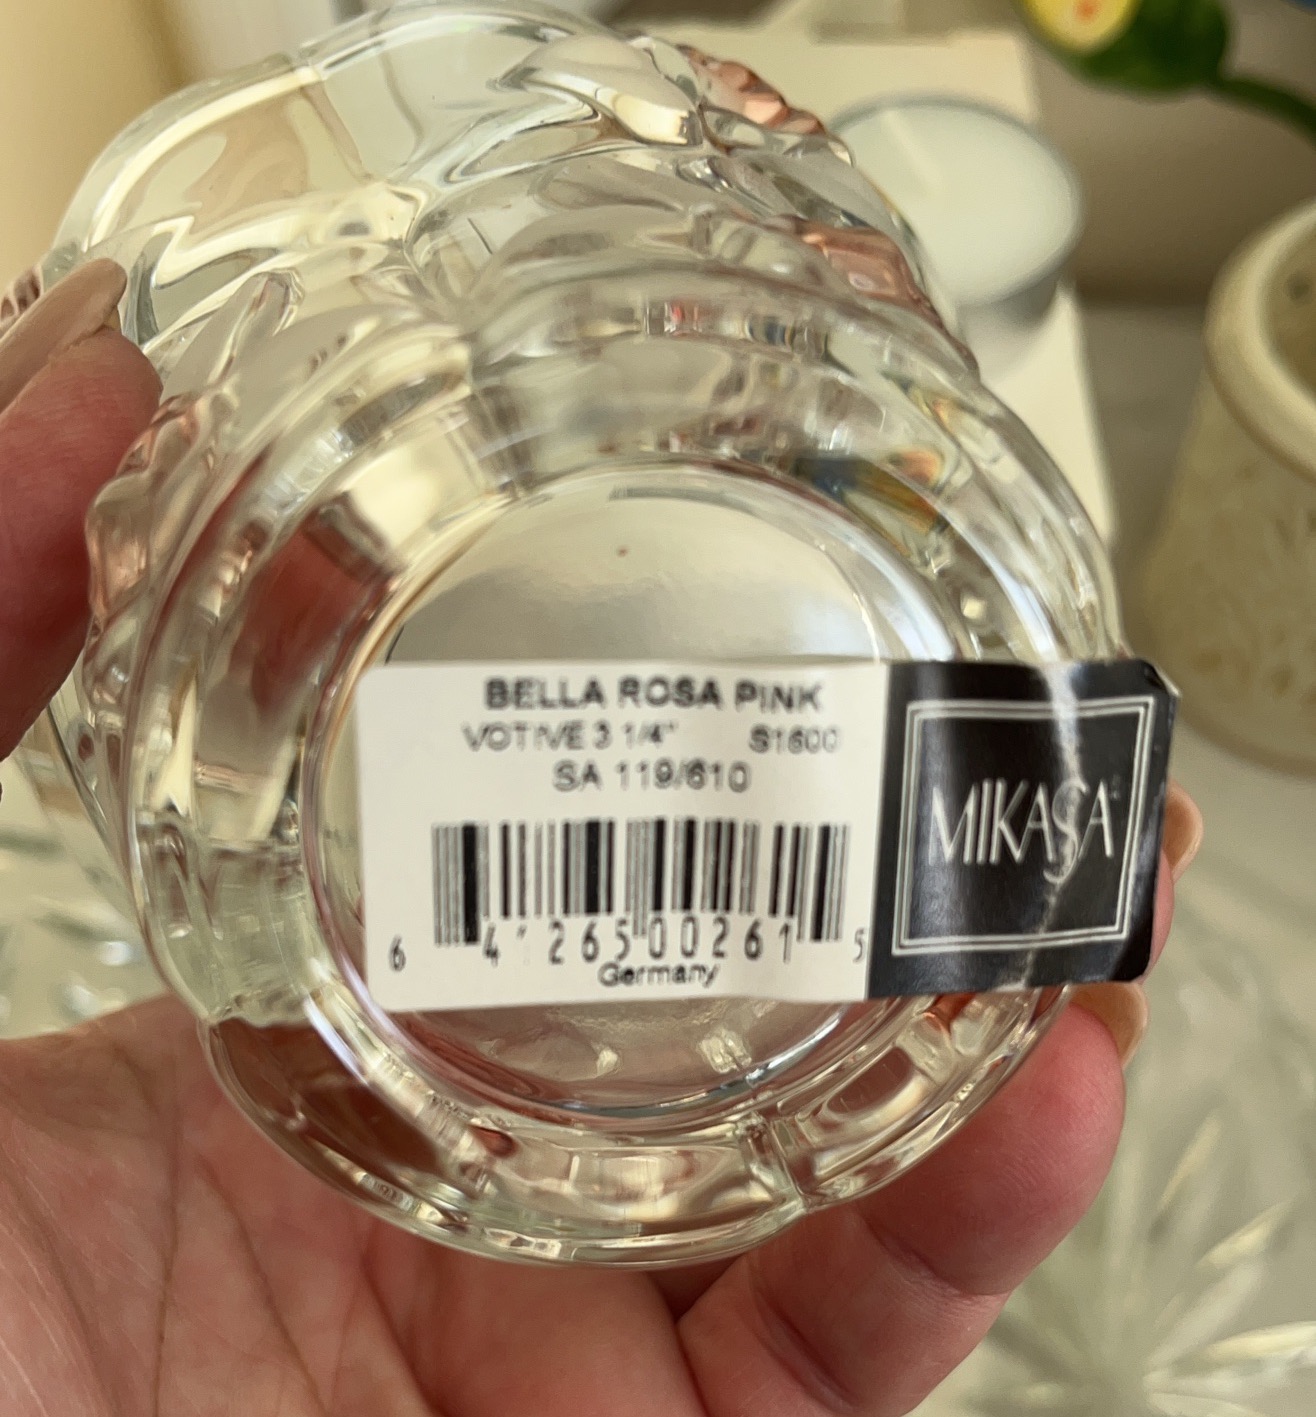 BELLA ROSA PINK
VOTIVE 3 1/4" S1600
SA 119/610
6 4'265"00261 5
Germany
MIKASA